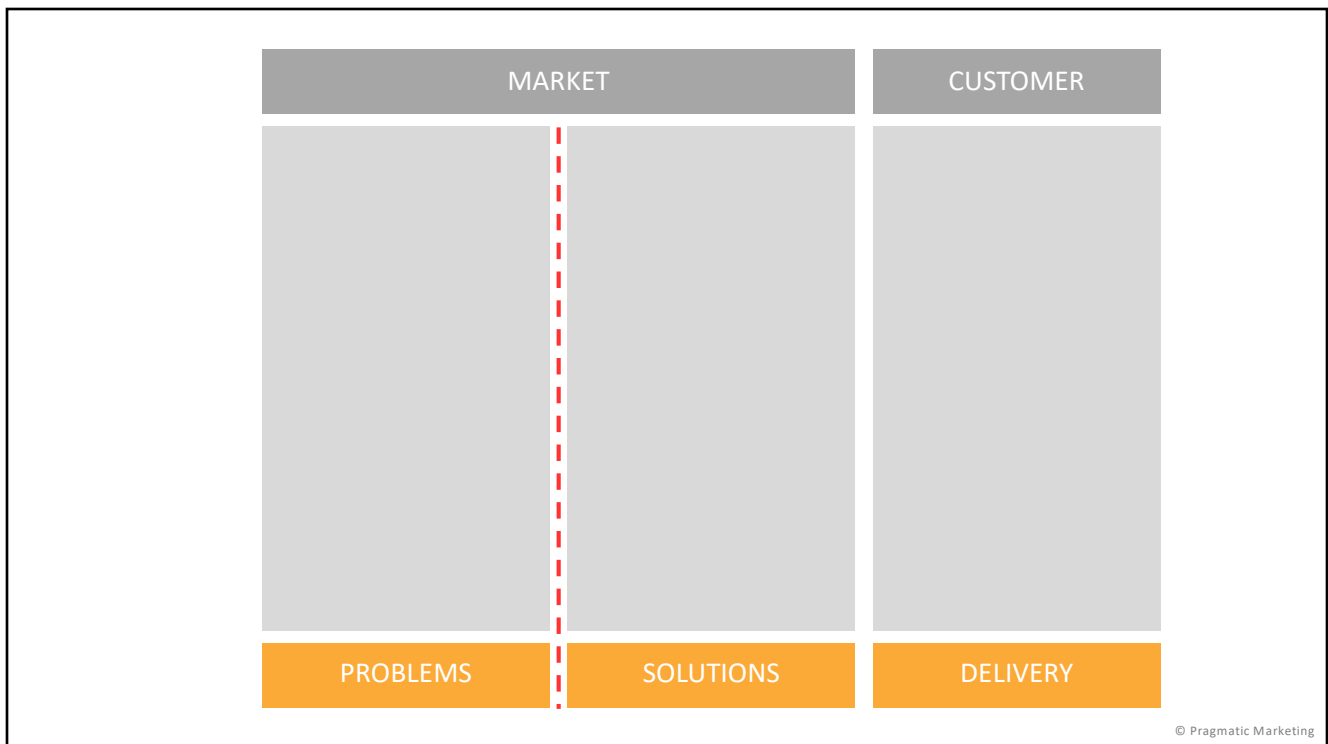 MARKET
CUSTOMER
PROBLEMS
SOLUTIONS
DELIVERY
© Pragmatic Marketing